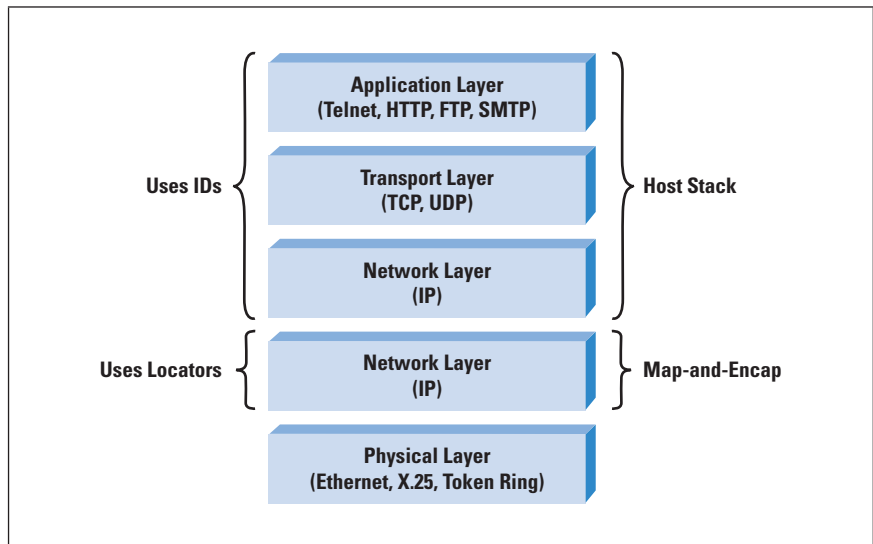 Application Layer
(Telnet, HTTP, FTP, SMTP)
Uses IDs
Transport Layer
(TCP, UDP)
Host Stack
Network Layer
(IP)
Uses Locators
Network Layer
(IP)
Map-and-Encap
Physical Layer
(Ethernet, X.25, Token Ring)